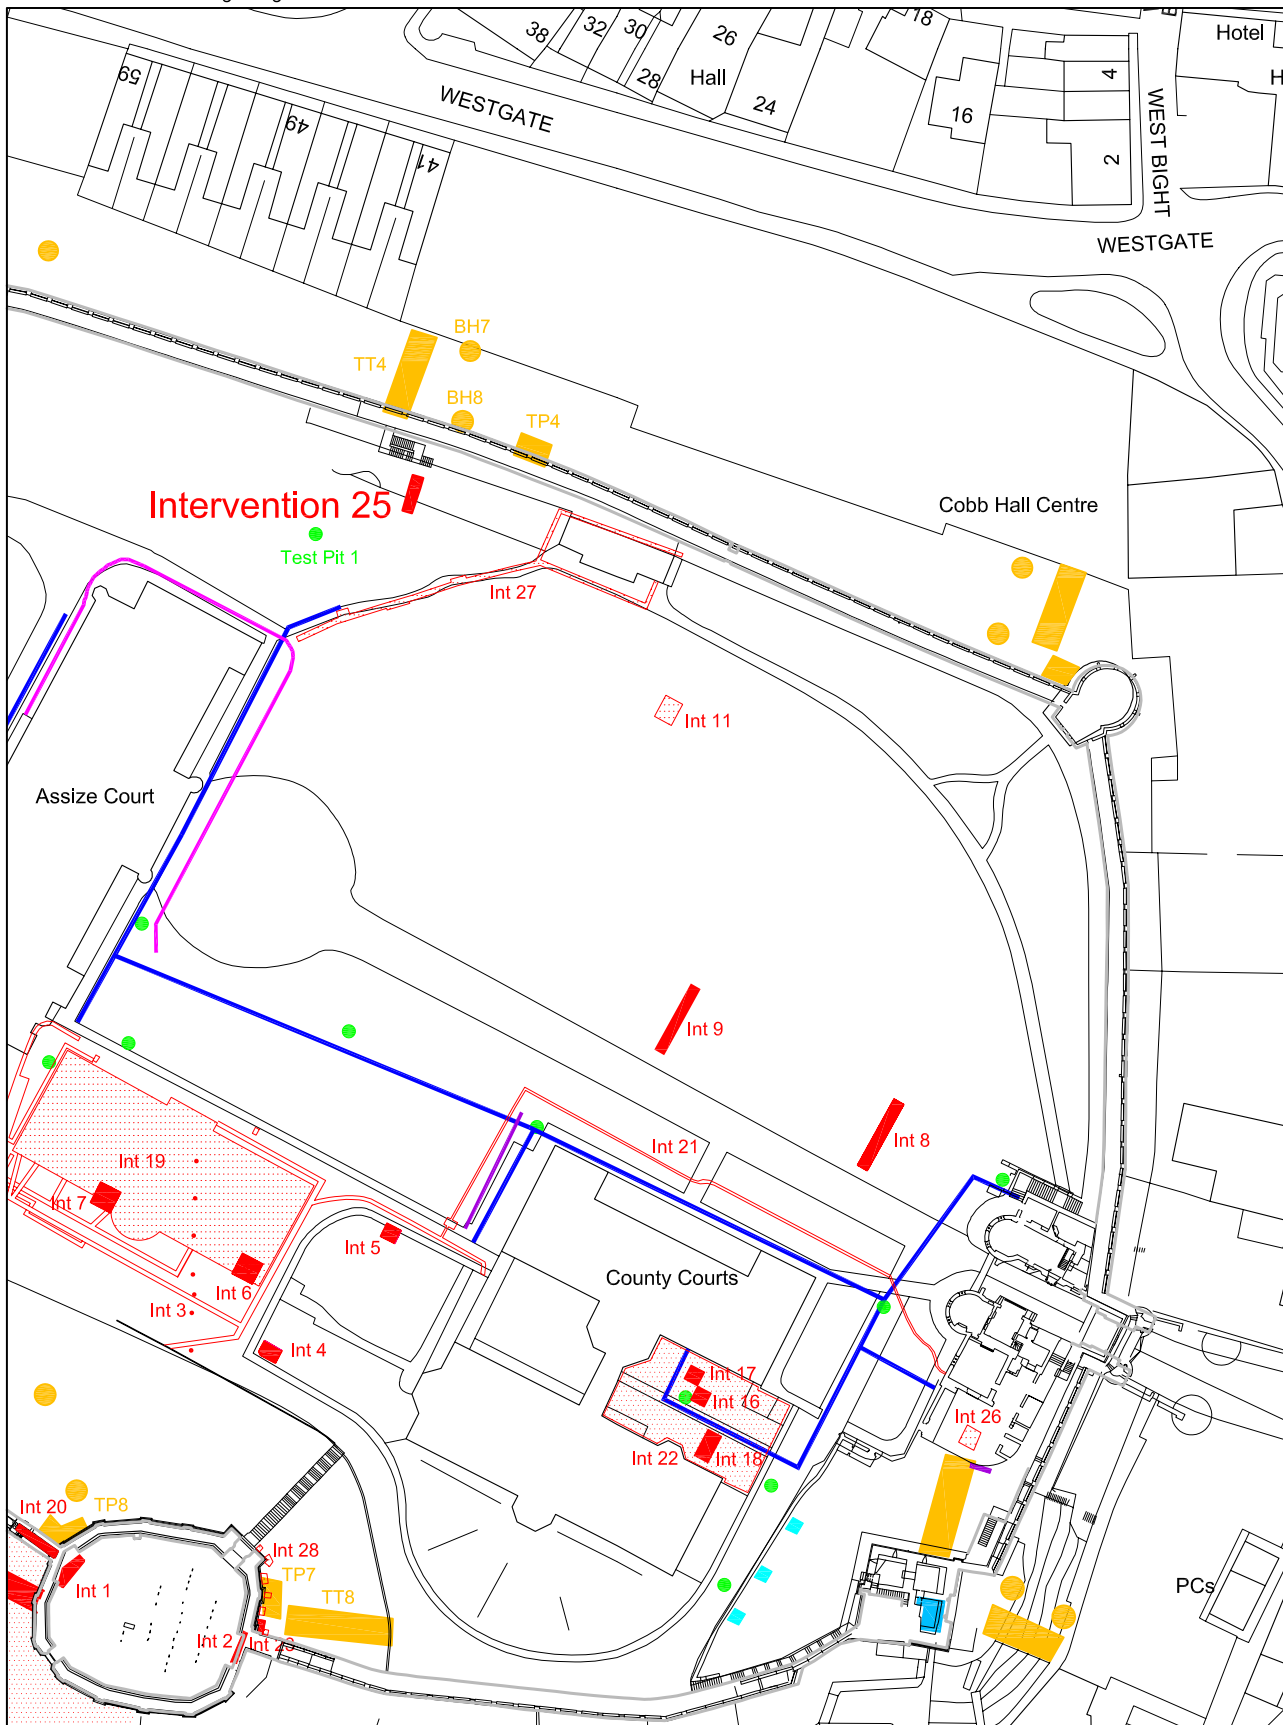 38
32
30
28
26
Hall
24
18
16
Hotel
H
4
2
WEST BIGHT
WESTGATE
WESTGATE
59
49
41
BH7
TT4
BH8
TP4
Intervention 25
Test Pit 1
Cobb Hall Centre
Int 27
Int 11
Assize Court
Int 9
Int 8
Int 21
Int 19
Int 7
Int 5
Int 6
Int 3
Int 4
County Courts
Int 17
Int 16
Int 22
Int 18
Int 26
TP8
Int 20
Int 1
Int 28
TP7
TT8
Int 2
Int 23
PCs